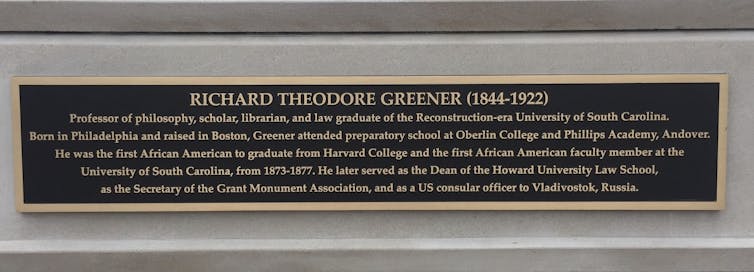 RICHARD THEODORE GREENER (1844-1922)
Professor of philosophy, scholar, librarian, and law graduate of the Reconstruction-era University of South Carolina.
Born in Philadelphia and raised in Boston, Greener attended preparatory school at Oberlin College and Phillips Academy, Andover.
He was the first African American to graduate from Harvard College and the first African American faculty member at the
University of South Carolina, from 1873-1877. He later served as the Dean of the Howard University Law School,
as the Secretary of the Grant Monument Association, and as a US consular officer to Vladivostok, Russia.